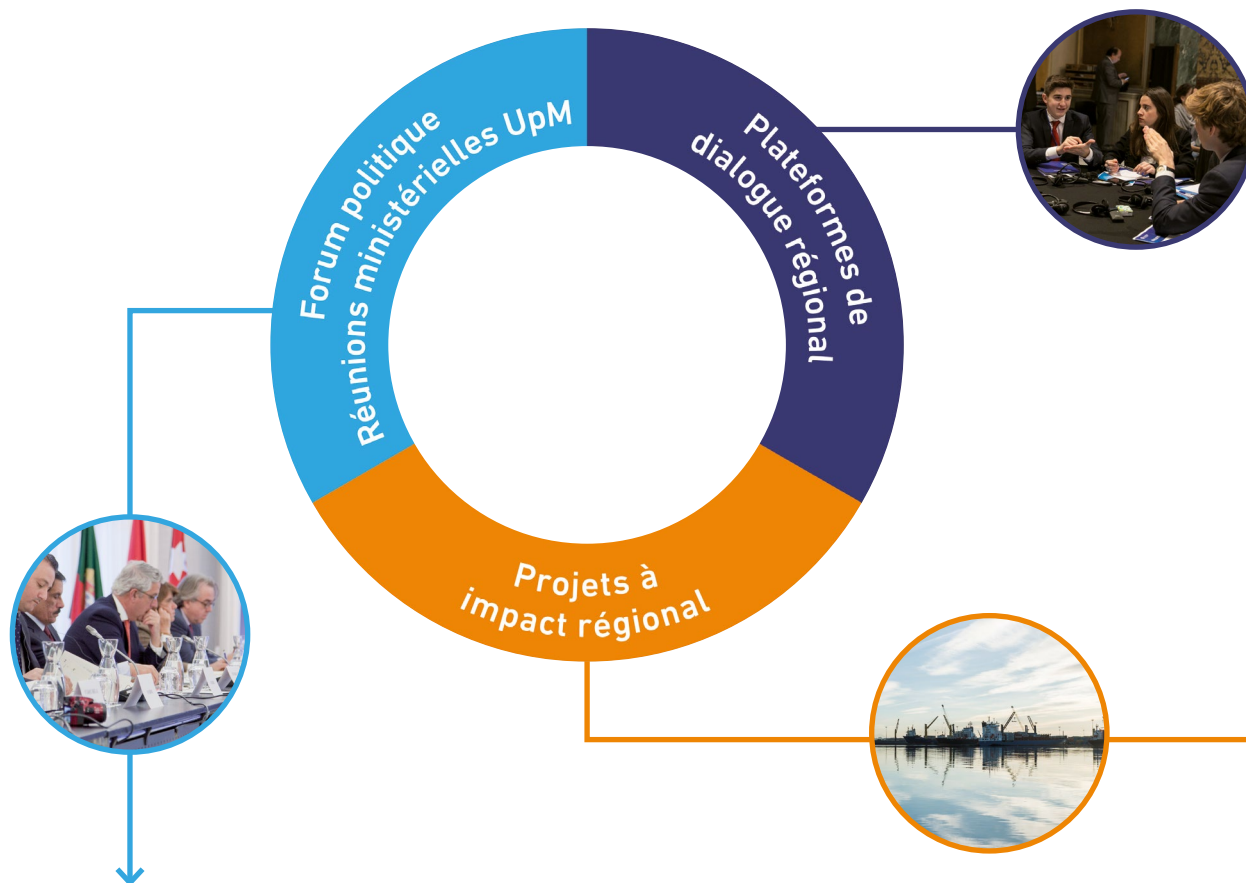 Forum politique
Réunions ministérielles UpM
Plateformes de
dialogue régional
Projets à
impact régional